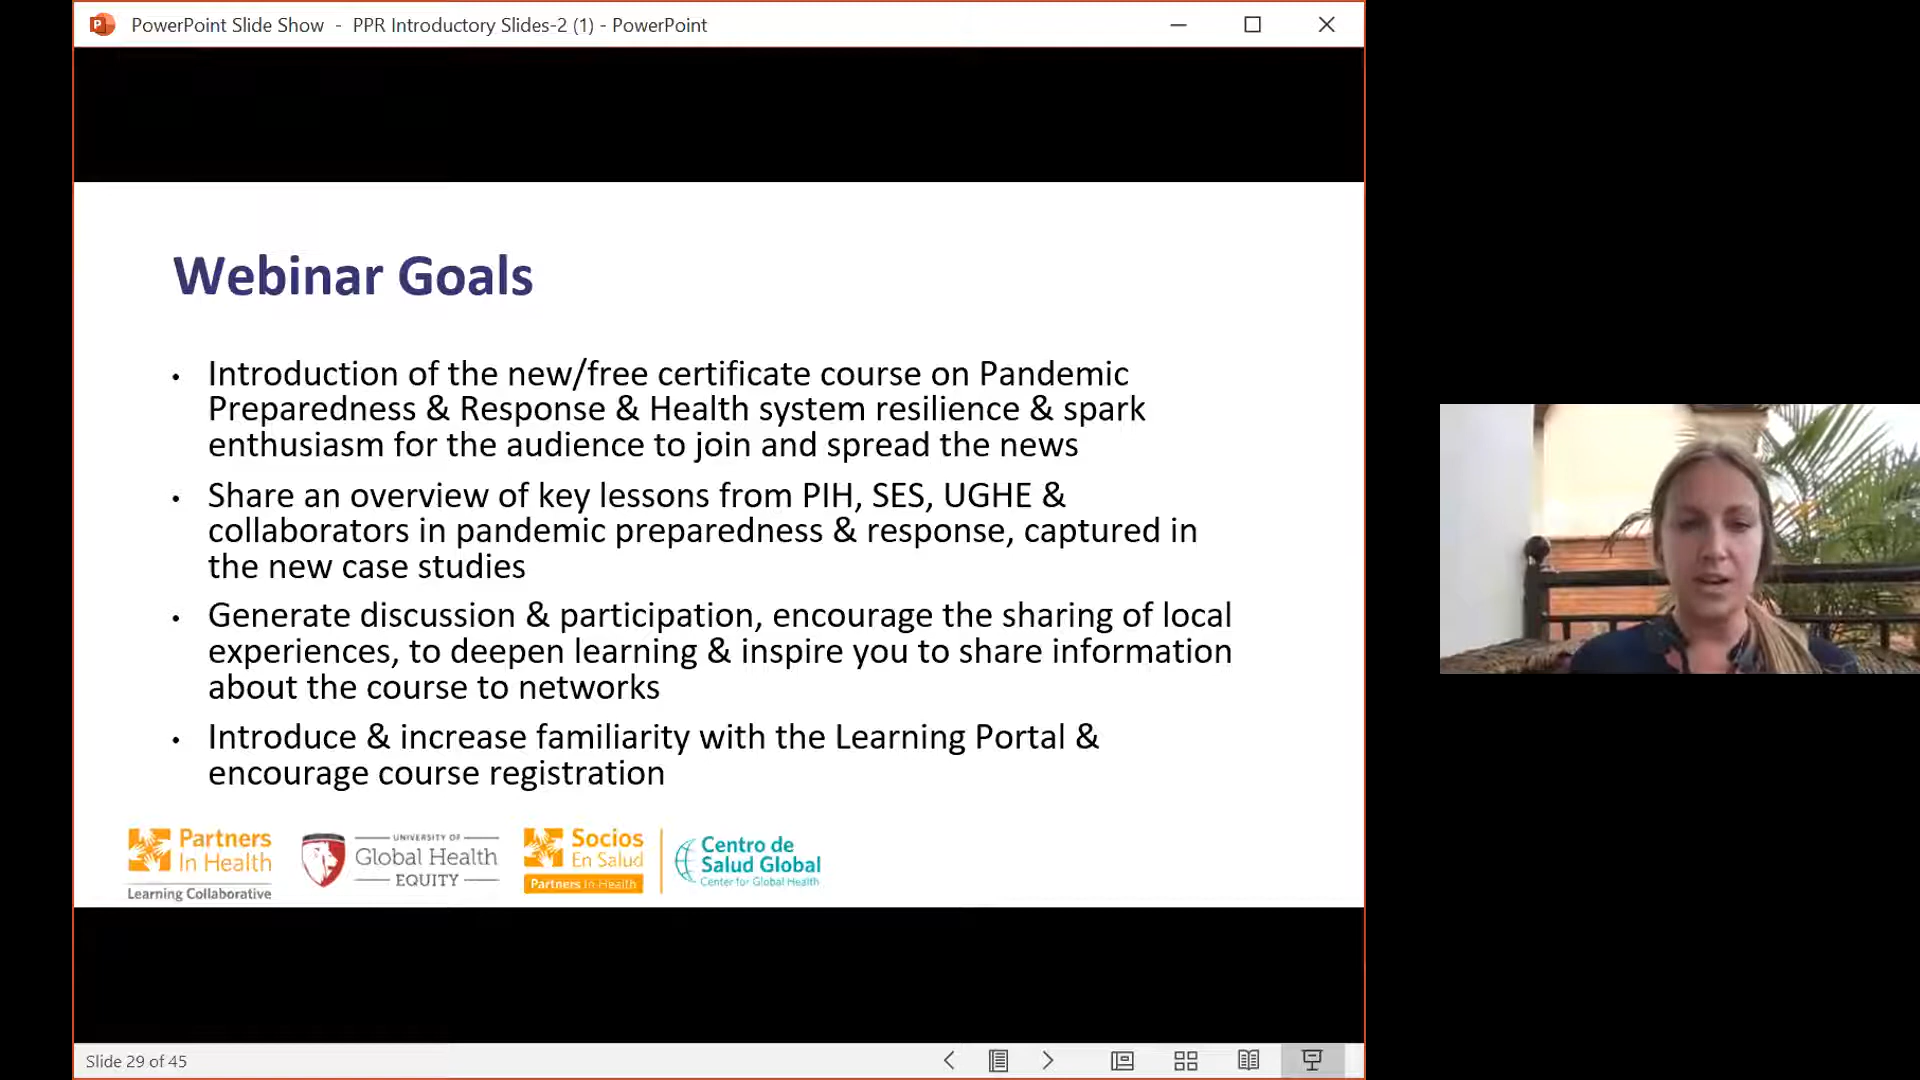 PowerPoint Slide Show - PPR Introductory Slides-2 (1) - PowerPoint
Webinar Goals
• Introduction of the new/free certificate course on Pandemic
Preparedness & Response & Health system resilience & spark
enthusiasm for the audience to join and spread the news
• Share an overview of key lessons from PIH, SES, UGHE &
collaborators in pandemic preparedness & response, captured in
the new case studies
• Generate discussion & participation, encourage the sharing of local
experiences, to deepen learning & inspire you to share information
about the course to networks
• Introduce & increase familiarity with the Learning Portal &
encourage course registration
Partners
In Health
Learning Collaborative
UNIVERSITY OF
Global Health
EQUITY
Socios
En Salud
Partners In Health
Centro de
Salud Global
Center for Global Health
Slide 29 of 45